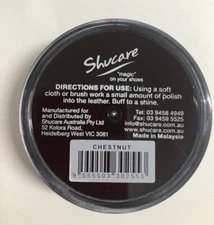 Shucare
"magic"
on your shoes
DIRECTIONS FOR USE: Using a soft
cloth or brush work a small amount of polish
into the leather. Buff to a shine.
Manufactured for
and Distributed by
Shucare Australia Pty Ltd
52 Kolora Road,
Heidelberg West VIC 3081
Tel 03 9458 4949
Fax 03 9459 5525
info@shucare.com
www.shucare.com
Made in Malaysia
CHESTNUT
9 555503 302553